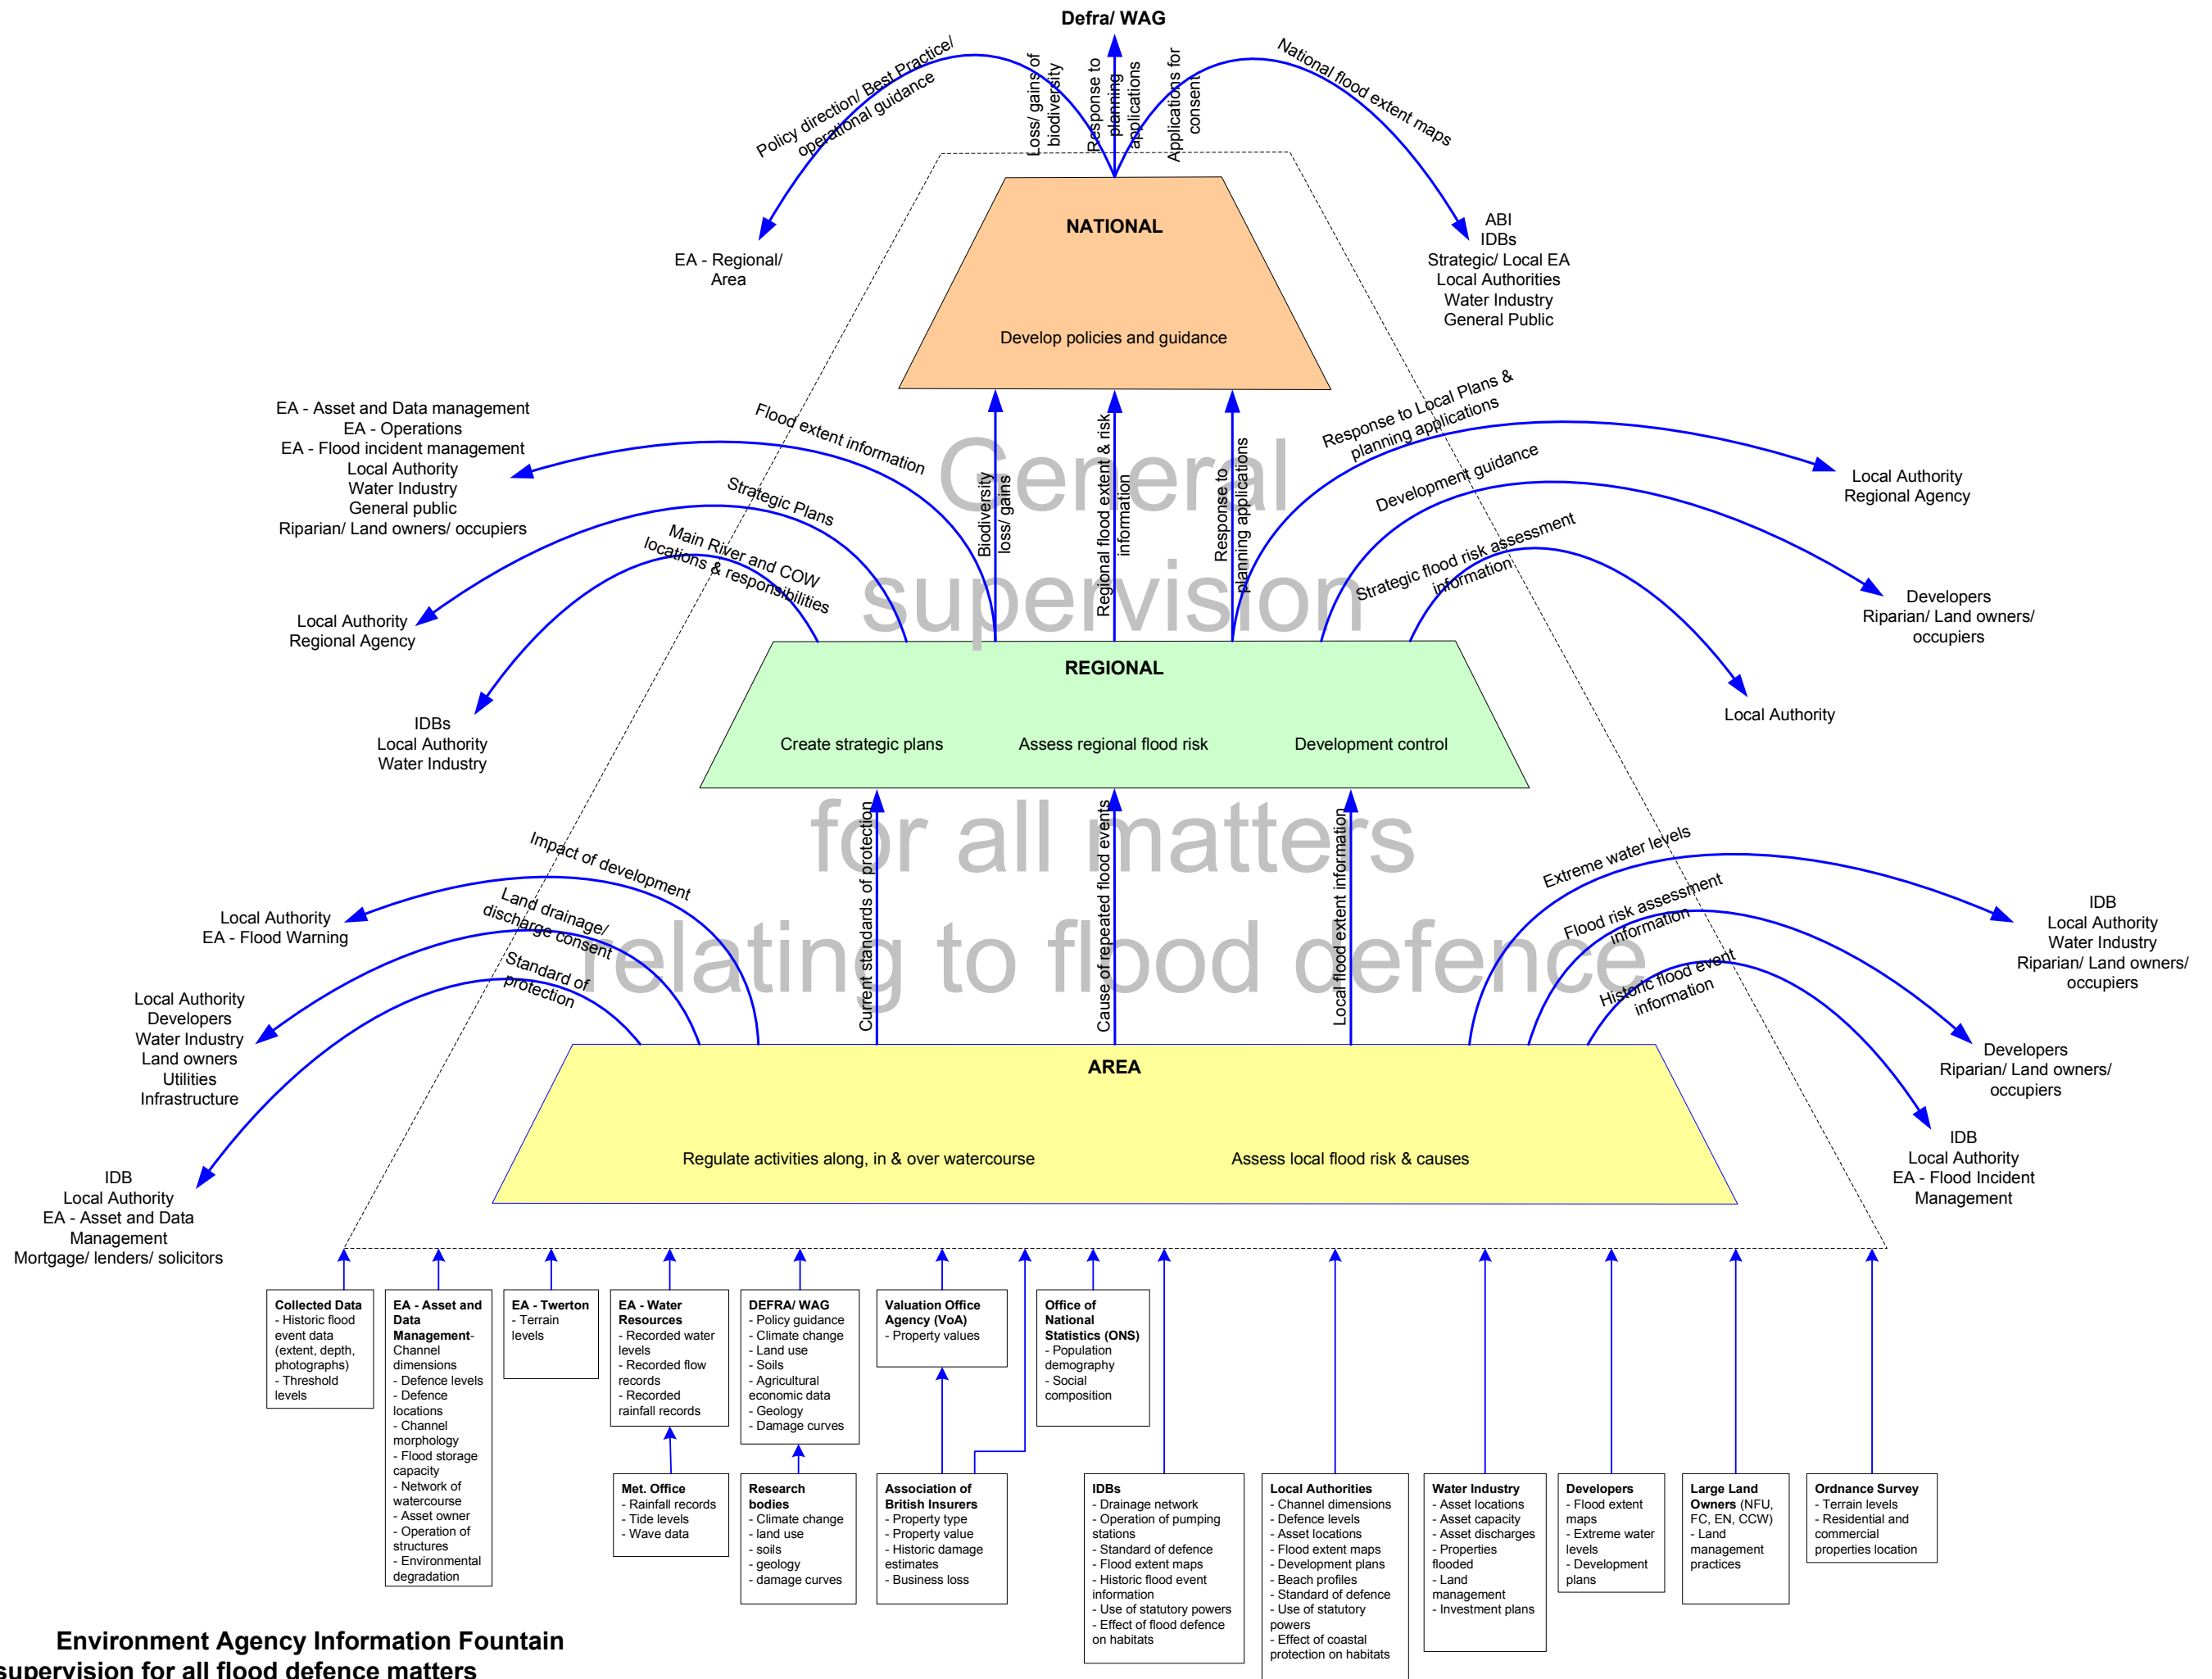 Defra/ WAG
Policy direction/ Best Practice/
operational guidance
Loss/ gains of
biodiversity
Response to
planning
applications
Applications for
consent
National flood extent maps
EA - Regional/
Area
ABI
IDBs
Strategic/ Local EA
Local Authorities
Water Industry
General Public
NATIONAL
Develop policies and guidance
General
supervision
for all matters
relating to flood defence
EA - Asset and Data management
EA - Operations
EA - Flood incident management
Local Authority
Water Industry
General public
Riparian/ Land owners/ occupiers
Flood extent information
Strategic Plans
Main River and COW
locations & responsibilities
Biodiversity
loss/ gains
Regional flood extent & risk
information
Response to
planning applications
Response to Local Plans &
planning applications
Development guidance
Strategic flood risk assessment
information
Local Authority
Regional Agency
Developers
Riparian/ Land owners/
occupiers
Local Authority
Local Authority
Regional Agency
IDBs
Local Authority
Water Industry
REGIONAL
Create strategic plans
Assess regional flood risk
Development control
Impact of development
Land drainage/
discharge consent
Standard of
protection
Current standards of protection
Cause of repeated flood events
Local flood extent information
Extreme water levels
Flood risk assessment
information
Historic flood event
information
Local Authority
EA - Flood Warning
Local Authority
Developers
Water Industry
Land owners
Utilities
Infrastructure
IDB
Local Authority
EA - Asset and Data
Management
Mortgage/ lenders/ solicitors
IDB
Local Authority
Water Industry
Riparian/ Land owners/
occupiers
Developers
Riparian/ Land owners/
occupiers
IDB
Local Authority
EA - Flood Incident
Management
AREA
Regulate activities along, in & over watercourse
Assess local flood risk & causes
Collected Data
- Historic flood
event data
(extent, depth,
photographs)
- Threshold
levels
EA - Asset and
Data
Management-
Channel
dimensions
- Defence levels
- Defence
locations
- Channel
morphology
- Flood storage
capacity
- Network of
watercourse
- Asset owner
- Operation of
structures
- Environmental
degradation
EA - Twerton
- Terrain
levels
EA - Water
Resources
- Recorded water
levels
- Recorded flow
records
- Recorded
rainfall records
DEFRA/ WAG
- Policy guidance
- Climate change
- Land use
- Soils
- Agricultural
economic data
- Geology
- Damage curves
Valuation Office
Agency (VoA)
- Property values
Office of
National
Statistics (ONS)
- Population
demography
- Social
composition
Met. Office
- Rainfall records
- Tide levels
- Wave data
Research
bodies
- Climate change
- land use
- soils
- geology
- damage curves
Association of
British Insurers
- Property type
- Property value
- Historic damage
estimates
- Business loss
IDBs
- Drainage network
- Operation of pumping
stations
- Standard of defence
- Flood extent maps
- Historic flood event
information
- Use of statutory powers
- Effect of flood defence
on habitats
Local Authorities
- Channel dimensions
- Defence levels
- Asset locations
- Flood extent maps
- Development plans
- Beach profiles
- Standard of defence
- Use of statutory
powers
- Effect of coastal
protection on habitats
Water Industry
- Asset locations
- Asset capacity
- Asset discharges
- Properties
flooded
- Land
management
- Investment plans
Developers
- Flood extent
maps
- Extreme water
levels
- Development
plans
Large Land
Owners (NFU,
FC, EN, CCW)
- Land
management
practices
Ordnance Survey
- Terrain levels
- Residential and
commercial
properties location
Environment Agency Information Fountain
supervision for all flood defence matters